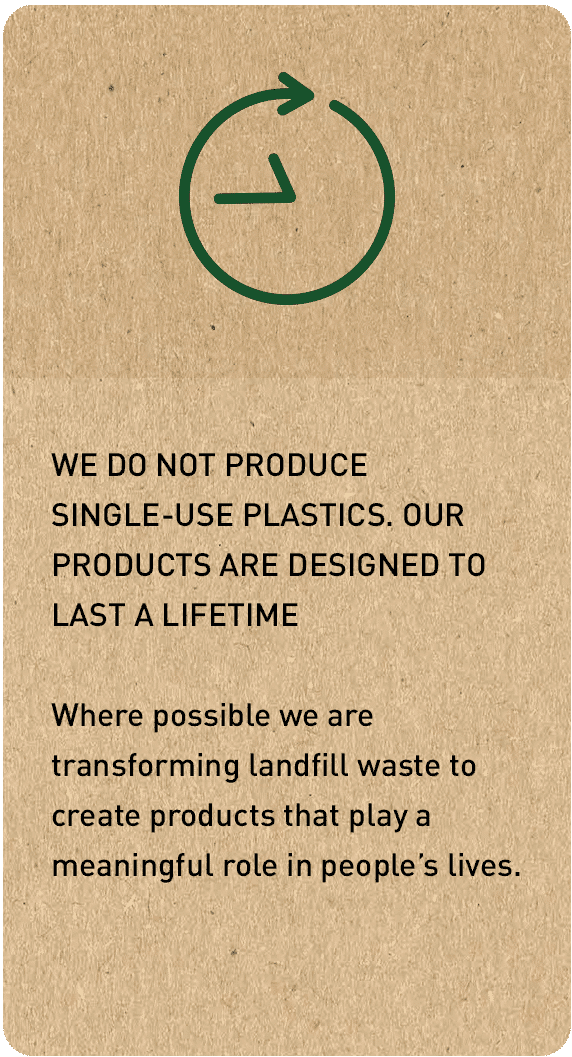 WE DO NOT PRODUCE
SINGLE-USE PLASTICS. OUR
PRODUCTS ARE DESIGNED TO
LAST A LIFETIME
Where possible we are
transforming landfill waste to
create products that play a
meaningful role in people’s lives.